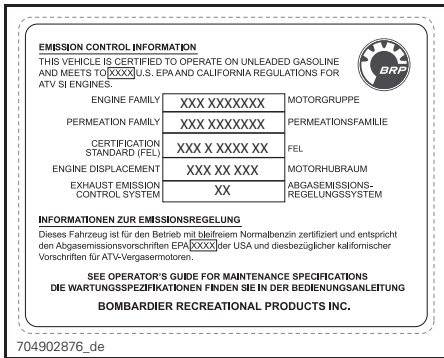 EMISSION CONTROL INFORMATION
THIS VEHICLE IS CERTIFIED TO OPERATE ON UNLEADED GASOLINE
AND MEETS TO XXXX U.S. EPA AND CALIFORNIA REGULATIONS FOR
ATV SI ENGINES.
BRP
ENGINE FAMILY XXX XXXXXXX MOTORGRUPPE
PERMEATION FAMILY XXX XXXXXXX PERMEATIONSFAMILIE
CERTIFICATION
STANDARD (FEL) XXX X XXXX XX FEL
ENGINE DISPLACEMENT XXX XX XXX MOTORHUBRAUM
EXHAUST EMISSION XX ABGASEMISSIONS-
CONTROL SYSTEM REGELUNGSSYSTEM
INFORMATIONEN ZUR EMISSIONSREGELUNG
Dieses Fahrzeug ist für den Betrieb mit bleifreiem Normalbenzin zertifiziert und entspricht
den Abgasemissionsvorschriften EPA XXXX der USA und diesbezüglicher kalifornischer
Vorschriften für ATV-Vergasermotoren.
SEE OPERATOR'S GUIDE FOR MAINTENANCE SPECIFICATIONS
DIE WARTUNGSSPEZIFIKATIONEN FINDEN SIE IN DER BEDIENUNGSANLEITUNG
BOMBARDIER RECREATIONAL PRODUCTS INC.
704902876_de